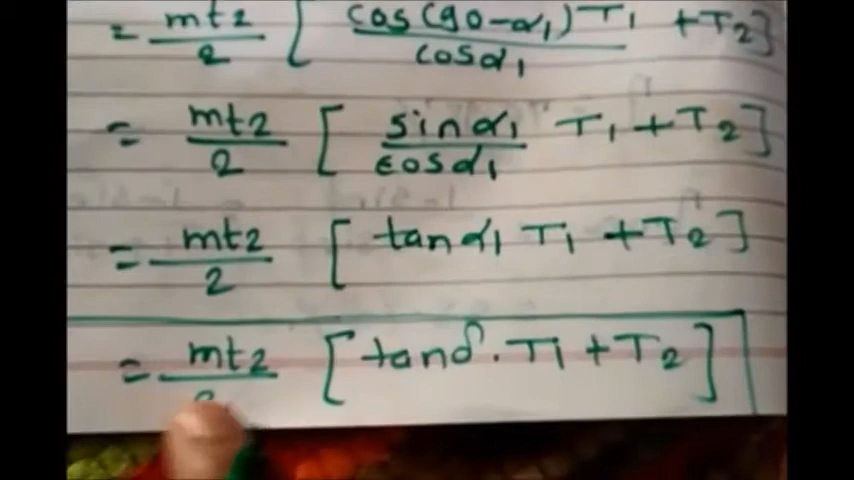 = mt2/2 [ cos(90-α1)/cosα1 T1 + T2]
= mt2/2 [ sinα1/cosα1 T1 + T2]
= mt2/2 [ tanα1 T1 + T2]
= mt2/2 [tanδ. T1 + T2]